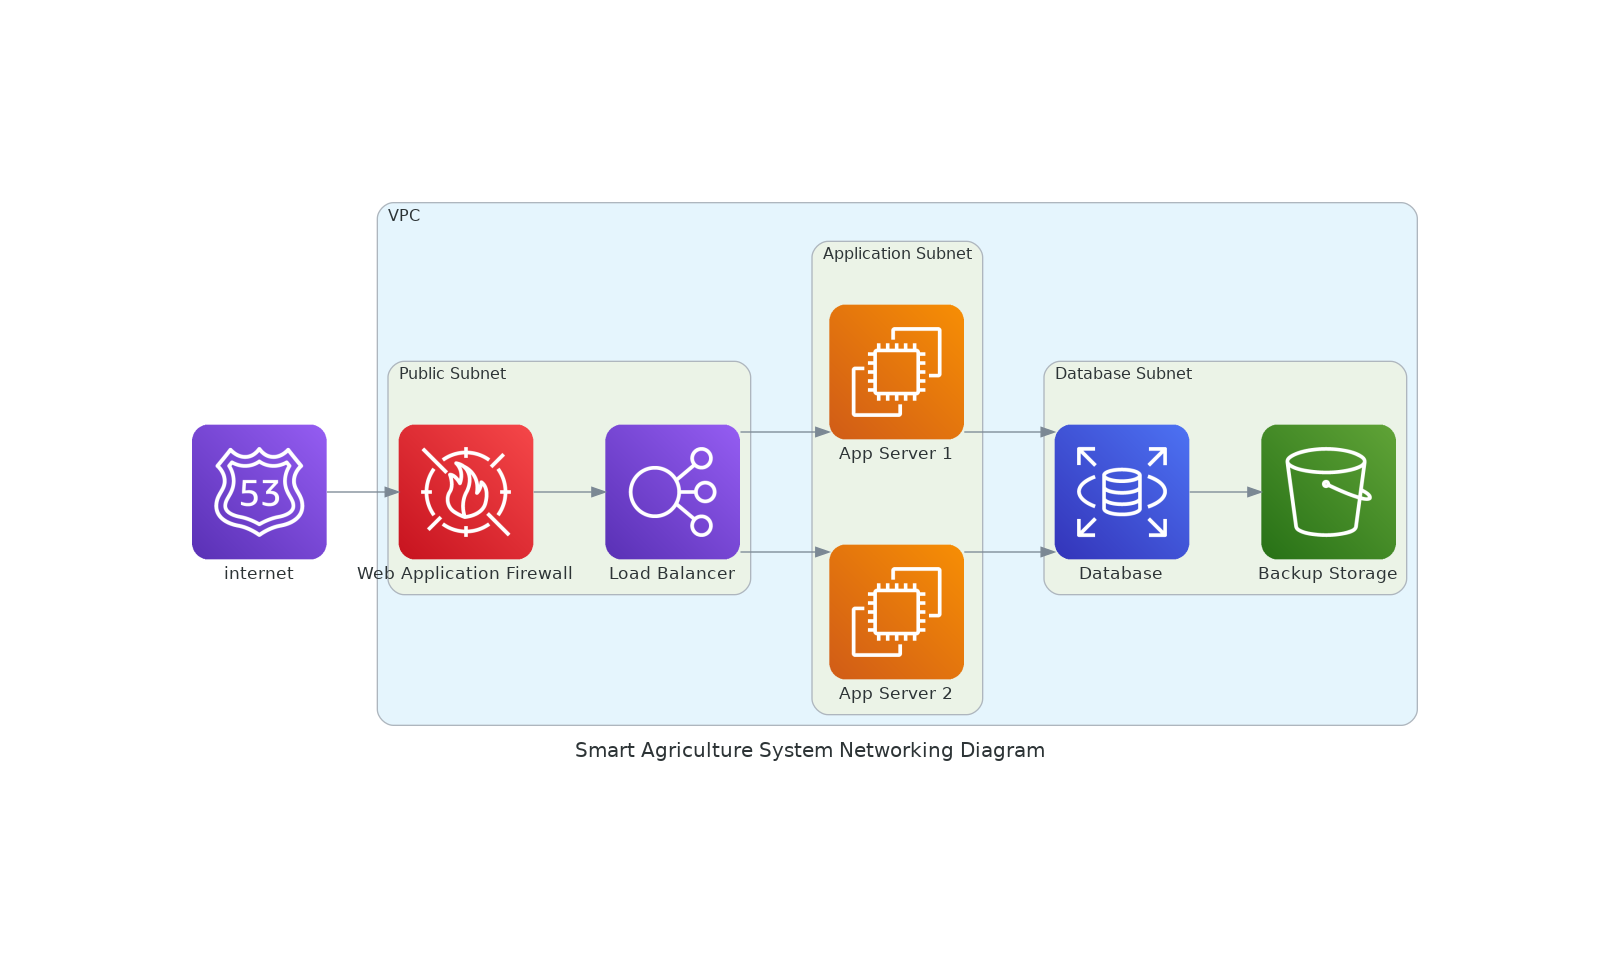 VPC
Application Subnet
App Server 1
Public Subnet
Database Subnet
53
internet
Web Application Firewall
Load Balancer
Database
Backup Storage
App Server 2
Smart Agriculture System Networking Diagram